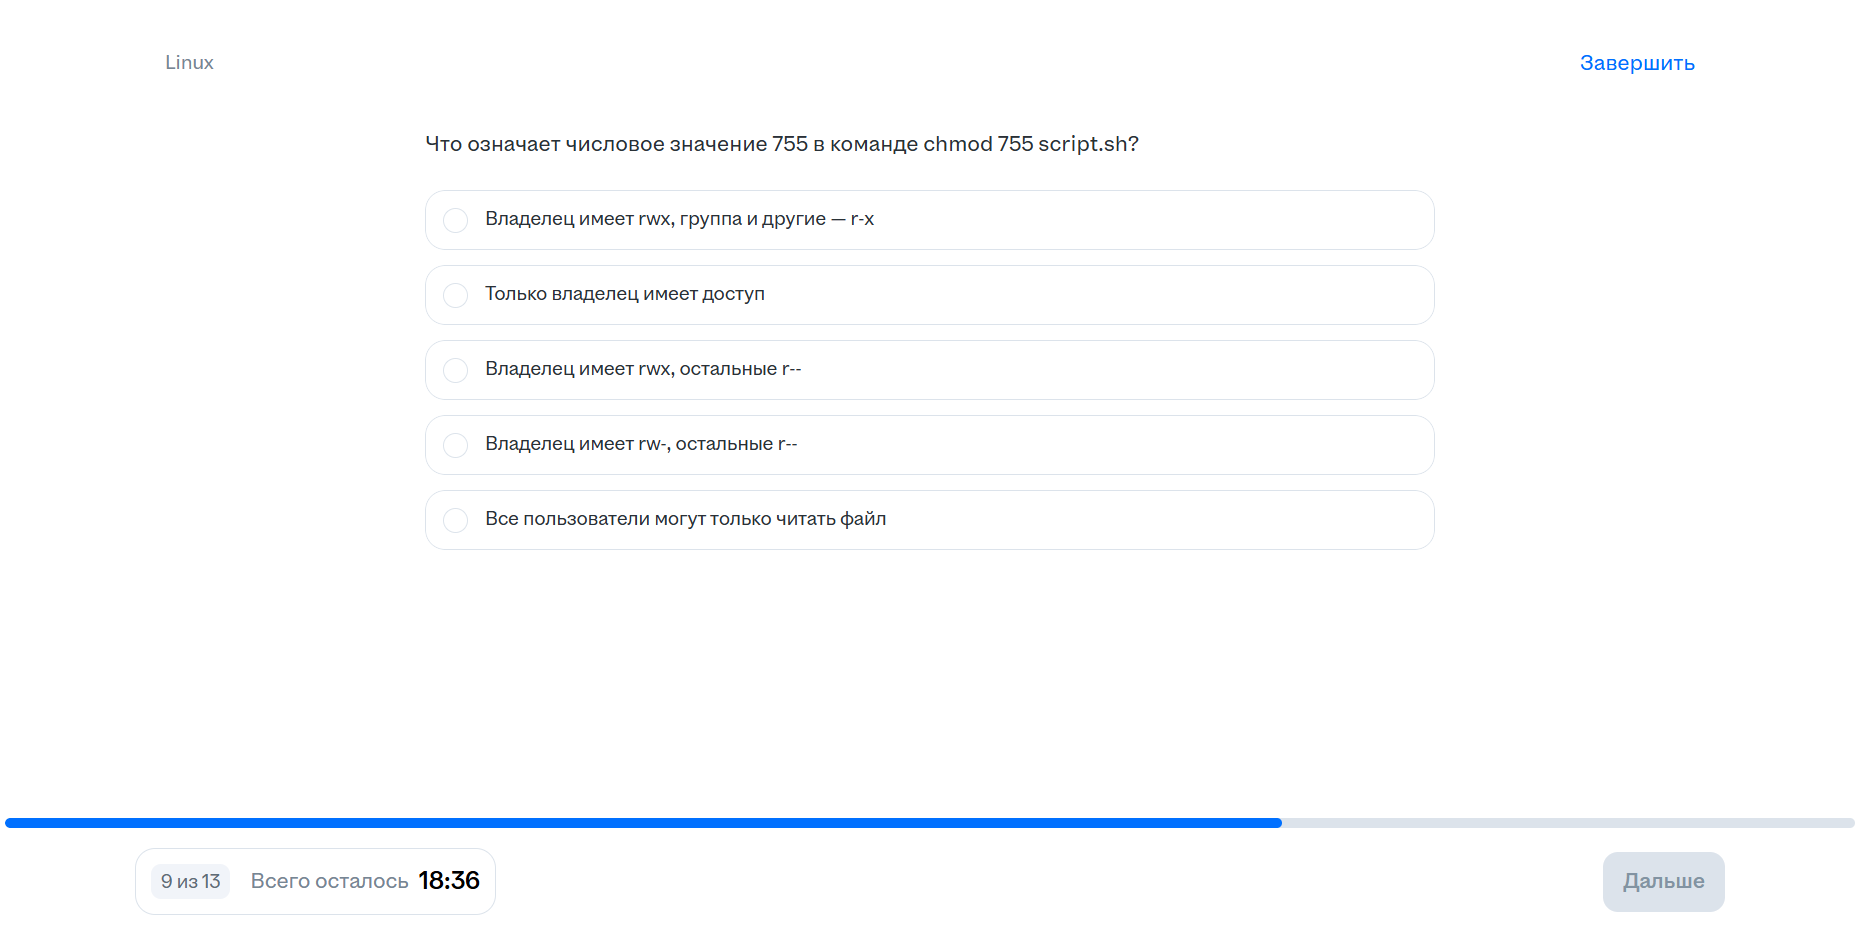 Linux
Завершить
Что означает числовое значение 755 в команде chmod 755 script.sh?
Владелец имеет rwx, группа и другие — r-x
Только владелец имеет доступ
Владелец имеет rwx, остальные r--
Владелец имеет rw-, остальные r--
Все пользователи могут только читать файл
9 из 13
Всего осталось 18:36
Дальше